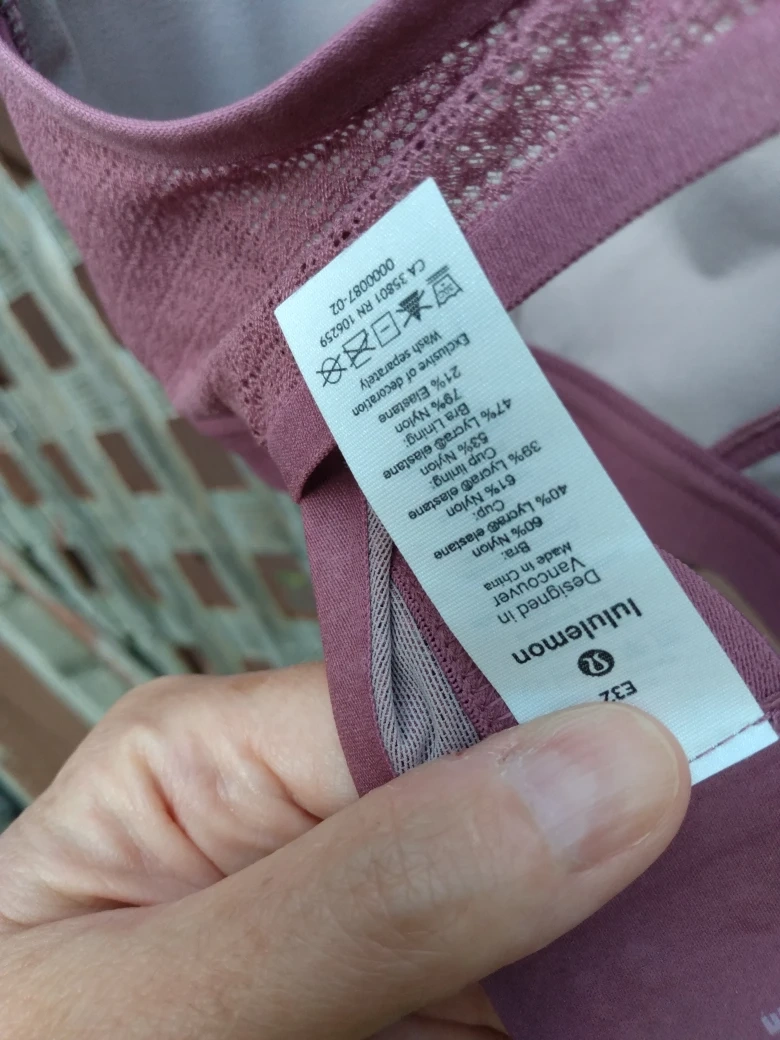 E32
lululemon
Designed in
Vancouver
Made in China
Bra:
60% Nylon
40% Lycra® elastane
Cup:
61% Nylon
39% Lycra® elastane
Cup lining:
53% Nylon
47% Lycra® elastane
Bra Lining:
79% Nylon
21% Elastane
Exclusive of decoration
Wash separately
CA 35801 RN 106259
0000087-02